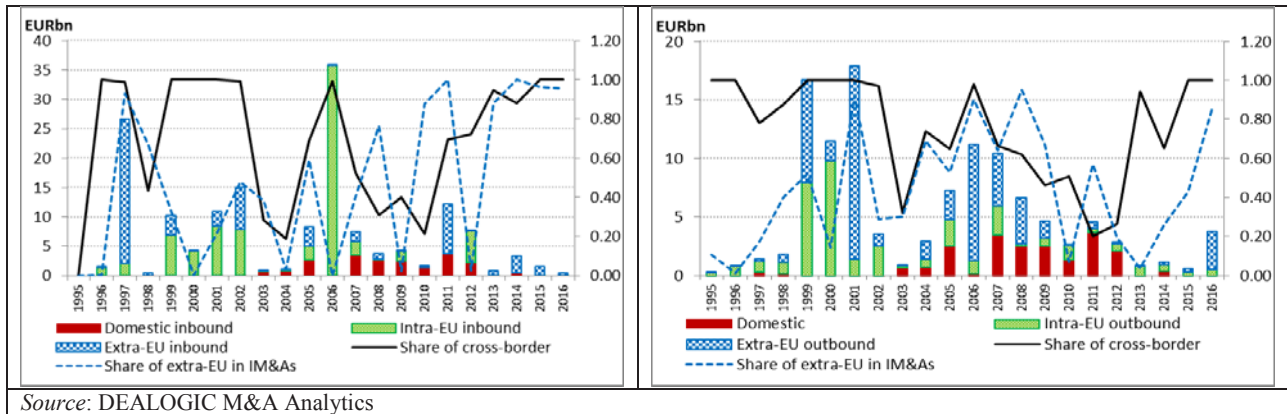 EURbn
40
35
30
25
20
15
10
5
0
1.20
1.00
0.80
0.60
0.40
0.20
0.00
1995 1996 1997 1998 1999 2000 2001 2002 2003 2004 2005 2006 2007 2008 2009 2010 2011 2012 2013 2014 2015 2016
Domestic inbound Intra-EU inbound
Extra-EU inbound Share of cross-border
Share of extra-EU in IM&As
EURbn
20
15
10
5
0
1.20
1.00
0.80
0.60
0.40
0.20
0.00
1995 1996 1997 1998 1999 2000 2001 2002 2003 2004 2005 2006 2007 2008 2009 2010 2011 2012 2013 2014 2015 2016
Domestic Intra-EU outbound
Extra-EU outbound Share of cross-border
Share of extra-EU in IM&As
Source: DEALOGIC M&A Analytics